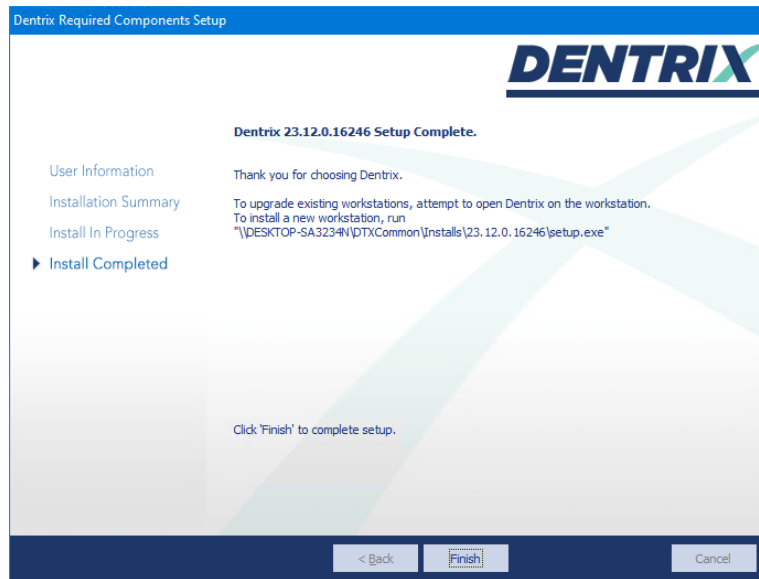 Dentrix Required Components Setup
DENTRIX
Dentrix 23.12.0.16246 Setup Complete.
User Information
Installation Summary
Install In Progress
Install Completed
Thank you for choosing Dentrix.
To upgrade existing workstations, attempt to open Dentrix on the workstation.
To install a new workstation, run
"\\DESKTOP-SA3234N\DTXCommon\Installs\23.12.0.16246\setup.exe"
Click 'Finish' to complete setup.
< Back
Finish
Cancel